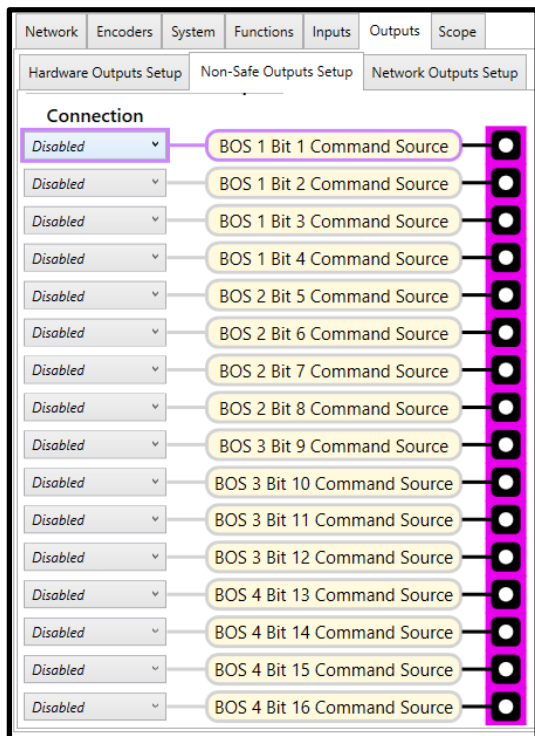 Network Encoders System Functions Inputs Outputs Scope
Hardware Outputs Setup Non-Safe Outputs Setup Network Outputs Setup
Connection
Disabled BOS 1 Bit 1 Command Source
Disabled BOS 1 Bit 2 Command Source
Disabled BOS 1 Bit 3 Command Source
Disabled BOS 1 Bit 4 Command Source
Disabled BOS 2 Bit 5 Command Source
Disabled BOS 2 Bit 6 Command Source
Disabled BOS 2 Bit 7 Command Source
Disabled BOS 2 Bit 8 Command Source
Disabled BOS 3 Bit 9 Command Source
Disabled BOS 3 Bit 10 Command Source
Disabled BOS 3 Bit 11 Command Source
Disabled BOS 3 Bit 12 Command Source
Disabled BOS 4 Bit 13 Command Source
Disabled BOS 4 Bit 14 Command Source
Disabled BOS 4 Bit 15 Command Source
Disabled BOS 4 Bit 16 Command Source